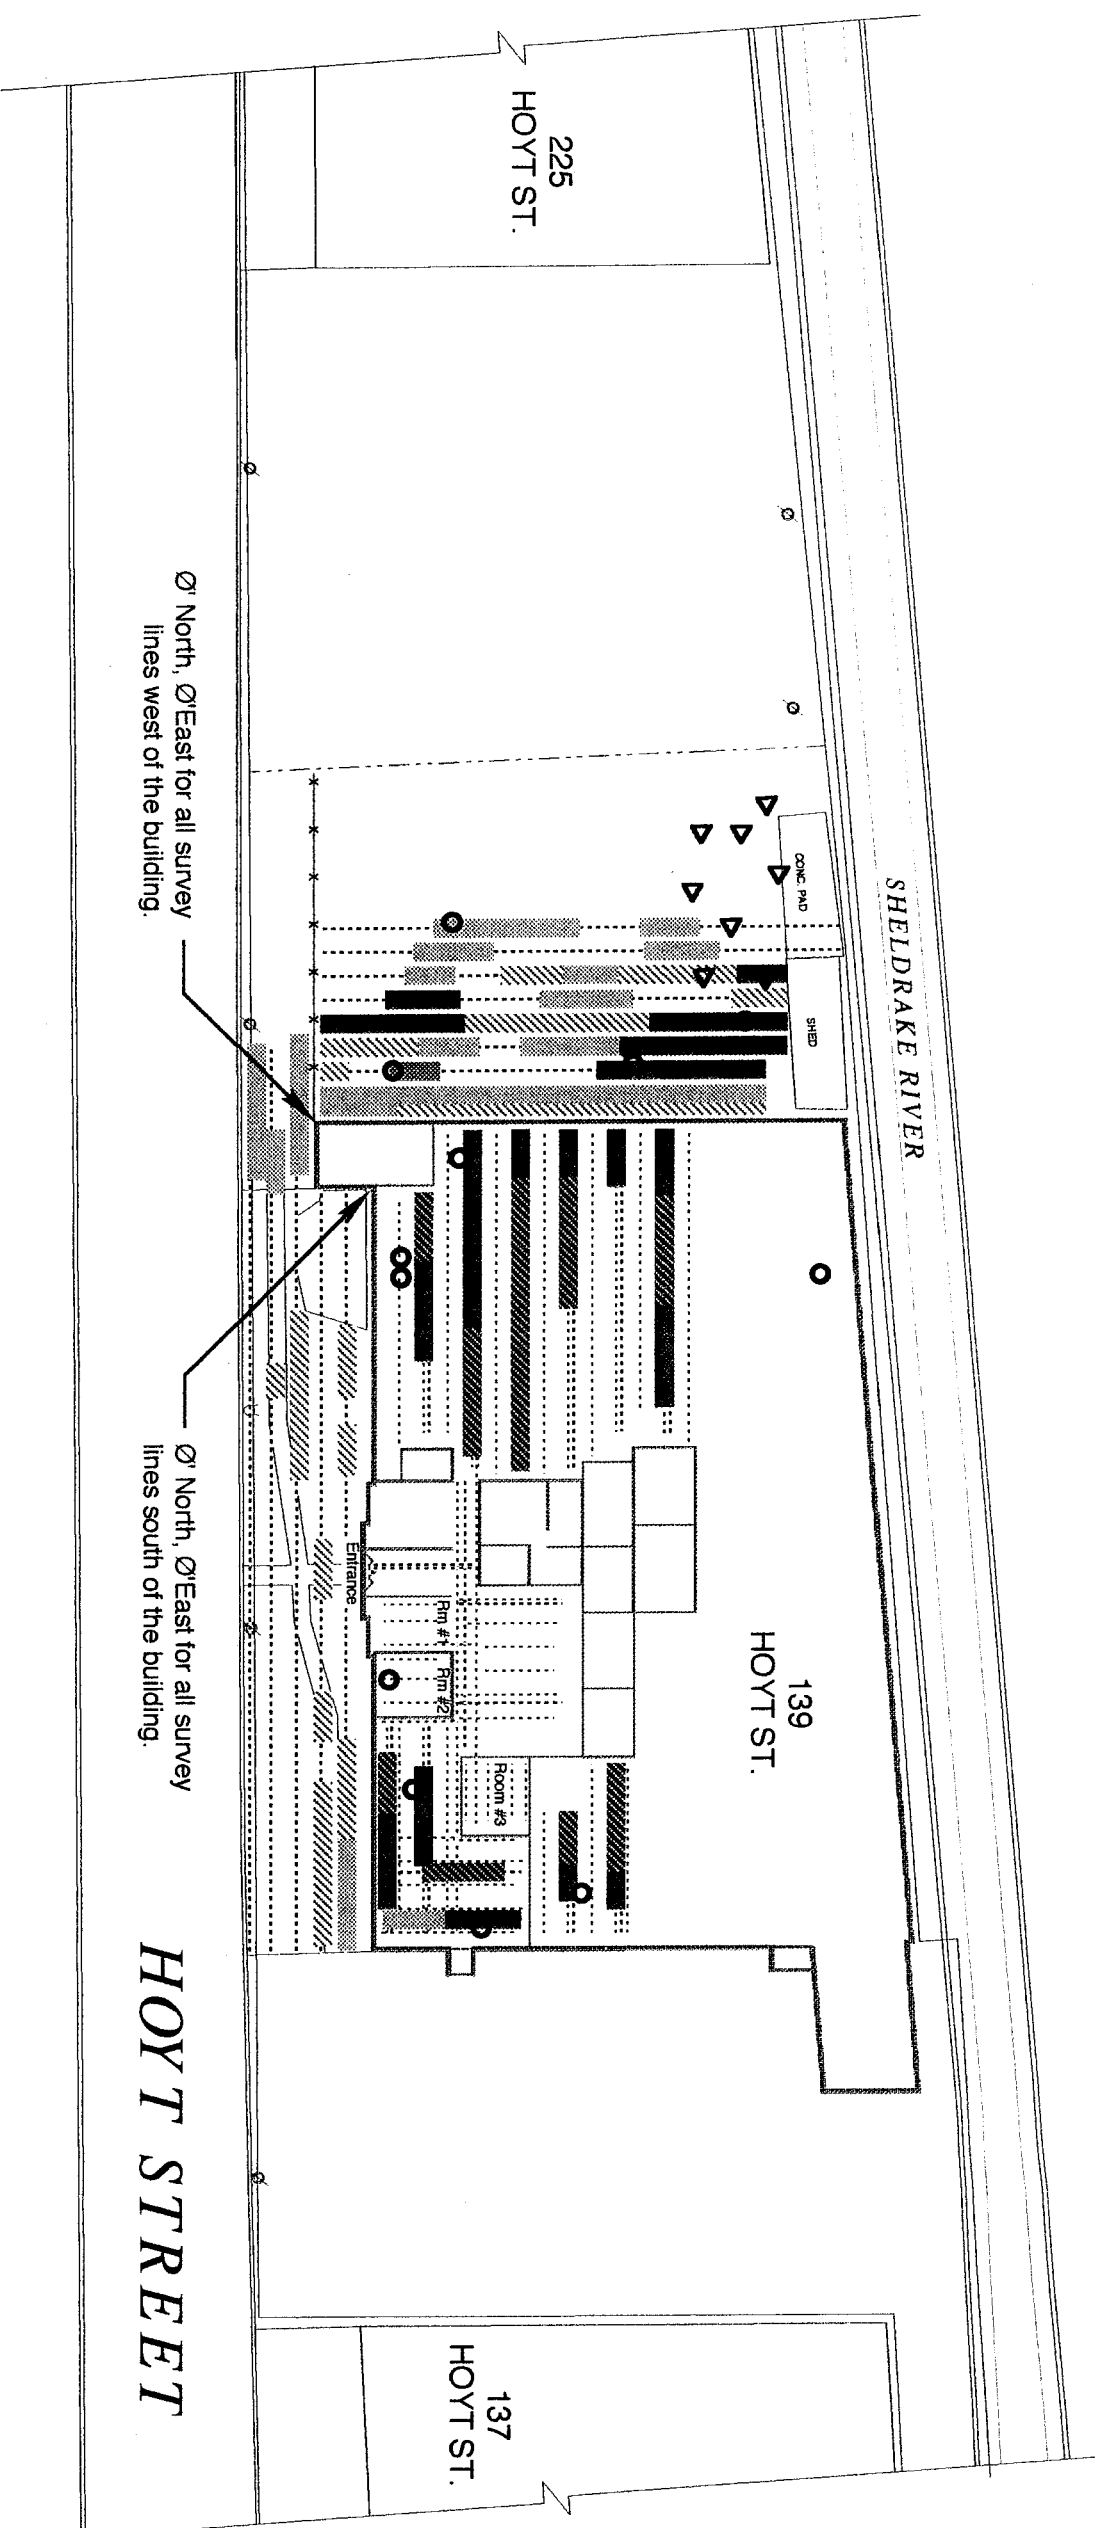 225
HOYT ST.
SHELDRAKE RIVER
CONC. PAD
SHED
139
HOYT ST.
Entrance
Rm #1
Rm #2
Room #3
Ø' North, Ø'East for all survey
lines west of the building.
Ø' North, Ø'East for all survey
lines south of the building.
HOYT STREET
137
HOYT ST.